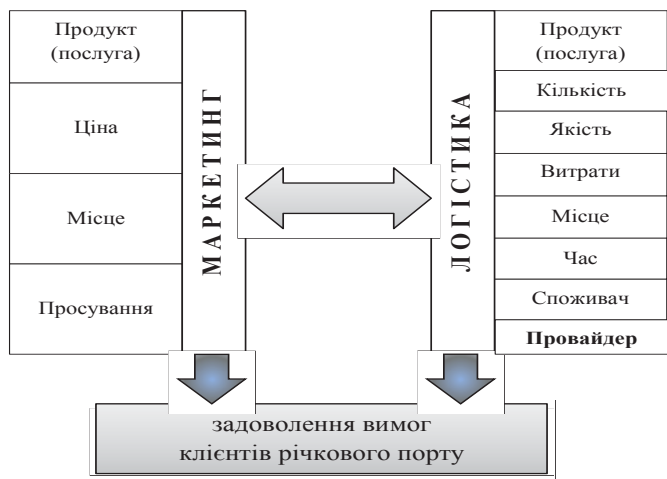 Продукт
(послуга)
Ціна
Місце
Просування
МАРКЕТИНГ
ЛОГІСТИКА
Продукт
(послуга)
Кількість
Якість
Витрати
Місце
Час
Споживач
Провайдер
задоволення вимог
клієнтів річкового порту